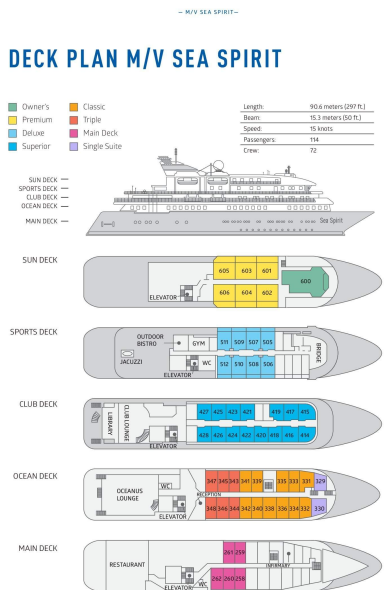 — M/V SEA SPIRIT—
DECK PLAN M/V SEA SPIRIT
Owner's
Premium
Deluxe
Superior
Classic
Triple
Main Deck
Single Suite
Length: 90.6 meters (297 ft.)
Beam: 15.3 meters (50 ft.)
Speed: 15 knots
Passengers: 114
Crew: 72
SUN DECK
SPORTS DECK
CLUB DECK
OCEAN DECK
MAIN DECK
Sea Spirit
SUN DECK
605 603 601
600
606 604 602
ELEVATOR
SPORTS DECK
OUTDOOR BISTRO
GYM
511 509 507 505
BRIDGE
JACUZZI
WC
512 510 508 506
ELEVATOR
CLUB DECK
LIBRARY
CLUB LOUNGE
427 425 423 421 419 417 415
428 426 424 422 420 418 416 414
ELEVATOR
OCEAN DECK
OCEANUS LOUNGE
WC
347 345 343 341 339 335 333 331 329
RECEPTION
348 346 344 342 340 338 336 334 332 330
ELEVATOR
MAIN DECK
RESTAURANT
261 259
INFIRMARY
WC
262 260 258
ELEVATOR